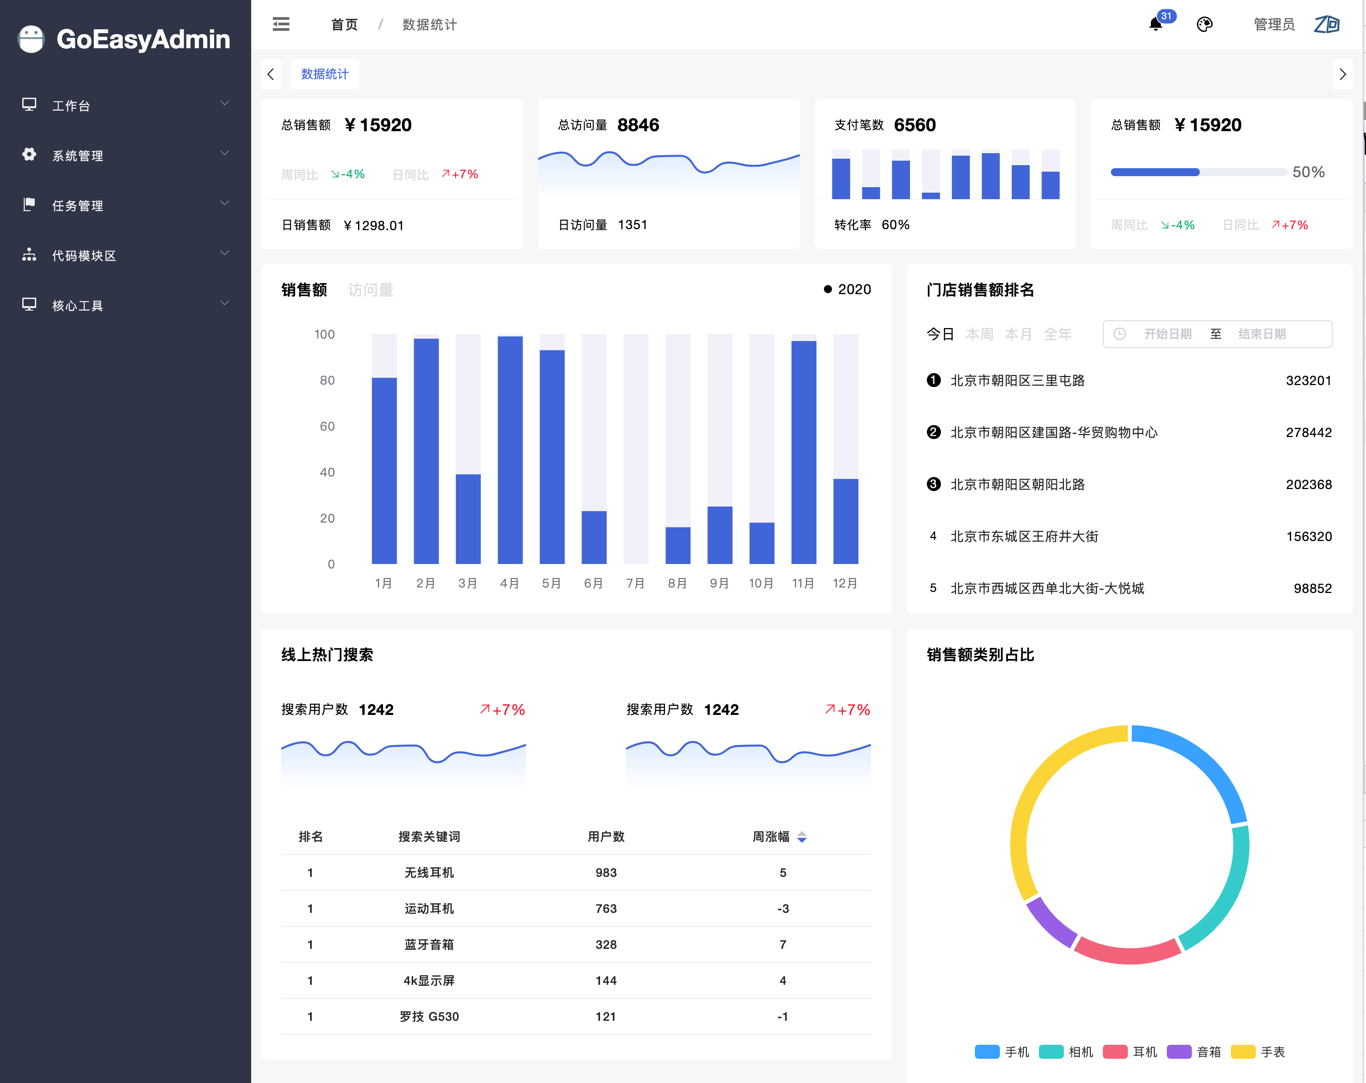 GoEasyAdmin
工作台
系统管理
任务管理
代码模块区
核心工具
首页 / 数据统计
31
管理员
数据统计
总销售额 ¥ 15920
周同比 -4% 日同比 +7%
日销售额 ¥ 1298.01
总访问量 8846
日访问量 1351
支付笔数 6560
转化率 60%
总销售额 ¥ 15920
50%
周同比 -4% 日同比 +7%
销售额 访问量
2020
100
80
60
40
20
0
1月 2月 3月 4月 5月 6月 7月 8月 9月 10月 11月 12月
门店销售额排名
今日 本周 本月 全年 开始日期 至 结束日期
1 北京市朝阳区三里屯路 323201
2 北京市朝阳区建国路-华贸购物中心 278442
3 北京市朝阳区朝阳北路 202368
4 北京市东城区王府井大街 156320
5 北京市西城区西单北大街-大悦城 98852
线上热门搜索
搜索用户数 1242 +7%
搜索用户数 1242 +7%
排名 搜索关键词 用户数 周涨幅
1 无线耳机 983 5
1 运动耳机 763 -3
1 蓝牙音箱 328 7
1 4k显示屏 144 4
1 罗技 G530 121 -1
销售额类别占比
手机 相机 耳机 音箱 手表